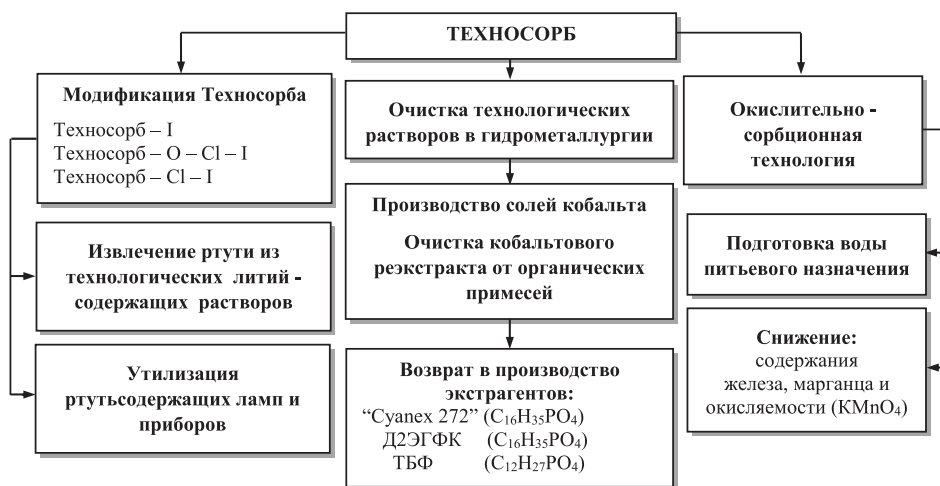 ТЕХНОСОРБ
Модификация Техносорба
Техносорб – I
Техносорб – O – Cl – I
Техносорб – Cl – I
Извлечение ртути из
технологических литий -
содержащих растворов
Утилизация
ртутьсодержащих ламп и
приборов
Очистка технологических
растворов в гидрометаллургии
Производство солей кобальта
Очистка кобальтового
реэкстракта от органических
примесей
Возврат в производство
экстрагентов:
“Cyanex 272” (C₁₆H₃₅PO₄)
Д2ЭГФК (C₁₆H₃₅PO₄)
ТБФ (C₁₂H₂₇PO₄)
Окислительно -
сорбционная
технология
Подготовка воды
питьевого назначения
Снижение:
содержания
железа, марганца и
окисляемости (KMnO₄)